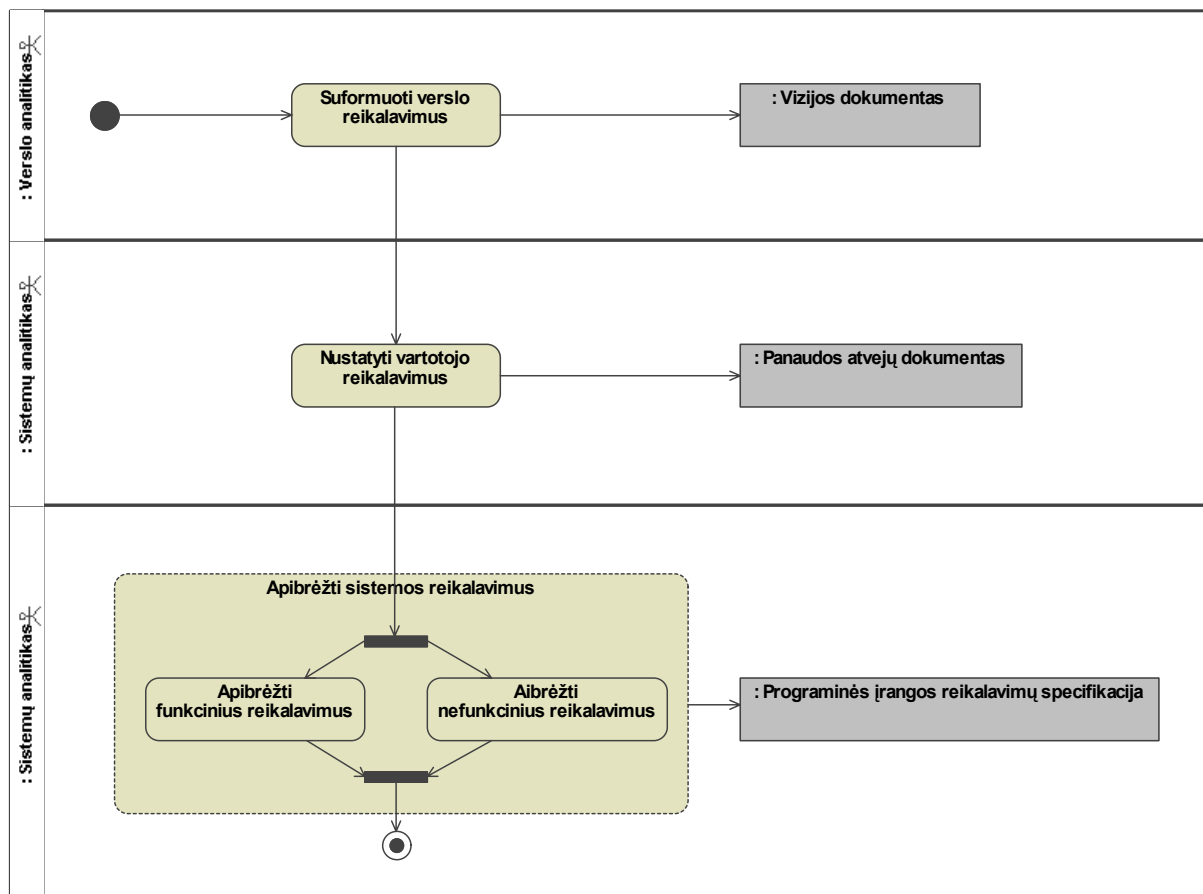 : Verslo analitikas
Suformuoti verslo
reikalavimus
: Vizijos dokumentas
: Sistemų analitikas
Nustatyti vartotojo
reikalavimus
: Panaudos atvejų dokumentas
: Sistemų analitikas
Apibrėžti sistemos reikalavimus
Apibrėžti
funkcinius reikalavimus
Aibrėžti
nefunkcinius reikalavimus
: Programinės įrangos reikalavimų specifikacija